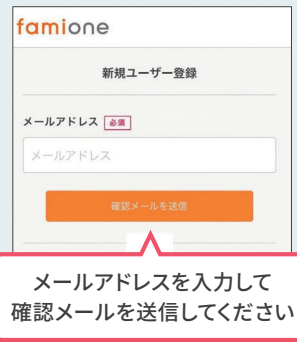 famione
新規ユーザー登録
メールアドレス 必須
メールアドレス
確認メールを送信
メールアドレスを入力して
確認メールを送信してください